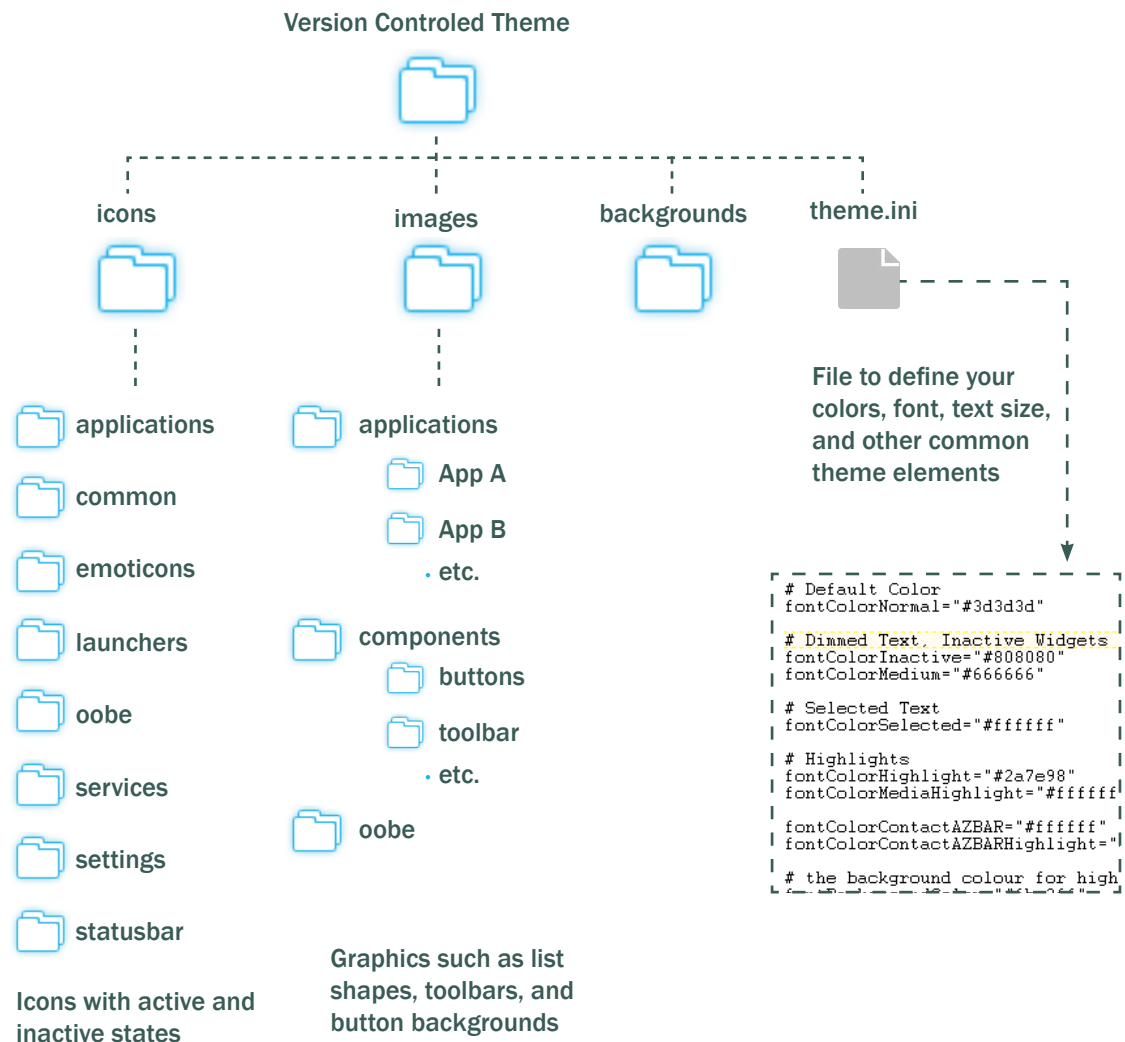 Version Controled Theme
icons
images
backgrounds
theme.ini
applications
common
emoticons
launchers
oobe
services
settings
statusbar
Icons with active and
inactive states
applications
App A
App B
· etc.
components
buttons
toolbar
· etc.
oobe
Graphics such as list
shapes, toolbars, and
button backgrounds
File to define your
colors, font, text size,
and other common
theme elements
# Default Color
fontColorNormal="#3d3d3d"
# Dimmed Text, Inactive Widgets
fontColorInactive="#808080"
fontColorMedium="#666666"
# Selected Text
fontColorSelected="#ffffff"
# Highlights
fontColorHighlight="#2a7e98"
fontColorMediaHighlight="#ffffff
fontColorContactAZBAR="#ffffff"
fontColorContactAZBARHighlight="
# the background colour for high